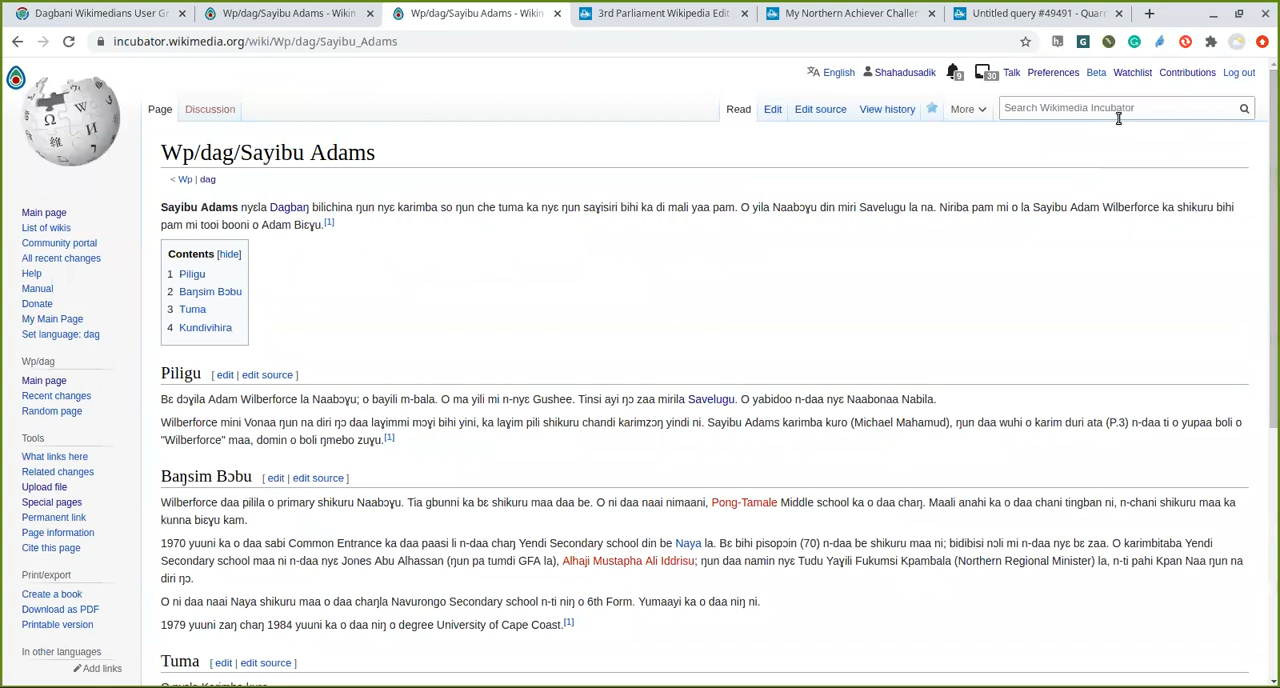 Dagbani Wikimedians User Gr
Wp/dag/Sayibu Adams - Wikim
Wp/dag/Sayibu Adams - Wikin
3rd Parliament Wikipedia Edit
My Northern Achiever Challer
Untitled query #49491 - Quar
incubator.wikimedia.org/wiki/Wp/dag/Sayibu_Adams
English Shahadusadik 9 30 Talk Preferences Beta Watchlist Contributions Log out
Page Discussion Read Edit Edit source View history More Search Wikimedia Incubator
Wp/dag/Sayibu Adams
< Wp | dag
Sayibu Adams nyɛla Dagbaŋ bilichina ŋun nyɛ karimba so ŋun che tuma ka nyɛ ŋun saɣisiri bihi ka di mali yaa pam. O yila Naabɔɣu din miri Savelugu la na. Niriba pam mi o la Sayibu Adam Wilberforce ka shikuru bihi
pam mi tooi booni o Adam Biɛɣu.[1]
Contents [hide]
1 Piligu
2 Baŋsim Bɔbu
3 Tuma
4 Kundivihira
Piligu [ edit | edit source ]
Bɛ dɔɣila Adam Wilberforce la Naabɔɣu; o bayili m-bala. O ma yili mi n-nyɛ Gushee. Tinsi ayi ŋɔ zaa mirila Savelugu. O yabidoo n-daa nyɛ Naabonaa Nabila.
Wilberforce mini Vonaa ŋun na diri ŋɔ daa laɣimmi mɔɣi bihi yini, ka laɣim pili shikuru chandi karimzɔŋ yindi ni. Sayibu Adams karimba kuro (Michael Mahamud), ŋun daa wuhi o karim duri ata (P.3) n-daa ti o yupaa boli o
"Wilberforce" maa, domin o boli ŋmebo zuɣu.[1]
Baŋsim Bɔbu [ edit | edit source ]
Wilberforce daa pilila o primary shikuru Naabɔɣu. Tia gbunni ka bɛ shikuru maa daa be. O ni daa naai nimaani, Pong-Tamale Middle school ka o daa chaŋ. Maali anahi ka o daa chani tingban ni, n-chani shikuru maa ka
kunna biɛɣu kam.
1970 yuuni ka o daa sabi Common Entrance ka daa paasi li n-daa chaŋ Yendi Secondary school din be Naya la. Bɛ bihi pisopɔin (70) n-daa be shikuru maa ni; bidibisi nɔli mi n-daa nyɛ bɛ zaa. O karimbitaba Yendi
Secondary school maa ni n-daa nyɛ Jones Abu Alhassan (ŋun pa tumdi GFA la), Alhaji Mustapha Ali Iddrisu; ŋun daa namin nyɛ Tudu Yaɣili Fukumsi Kpambala (Northern Regional Minister) la, n-ti pahi Kpan Naa ŋun na
diri ŋɔ.
O ni daa naai Naya shikuru maa o daa chaŋla Navurongo Secondary school n-ti niŋ o 6th Form. Yumaayi ka o daa niŋ ni.
1979 yuuni zaŋ chaŋ 1984 yuuni ka o daa niŋ o degree University of Cape Coast.[1]
Tuma [ edit | edit source ]
Main page
List of wikis
Community portal
All recent changes
Help
Manual
Donate
My Main Page
Set language: dag
Wp/dag
Main page
Recent changes
Random page
Tools
What links here
Related changes
Upload file
Special pages
Permanent link
Page information
Cite this page
Print/export
Create a book
Download as PDF
Printable version
In other languages
Add links